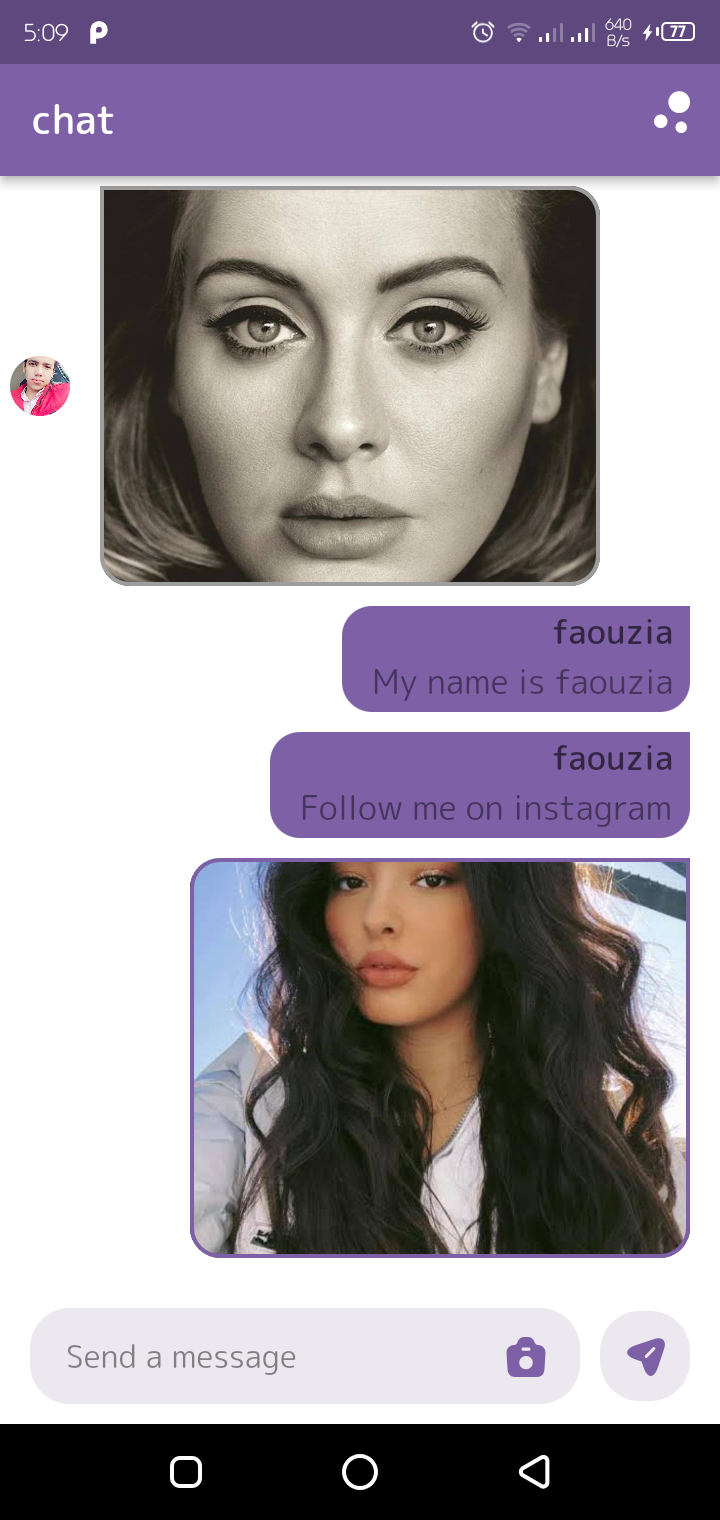 5:09
640
B/s
77
chat
faouzia
My name is faouzia
faouzia
Follow me on instagram
Send a message